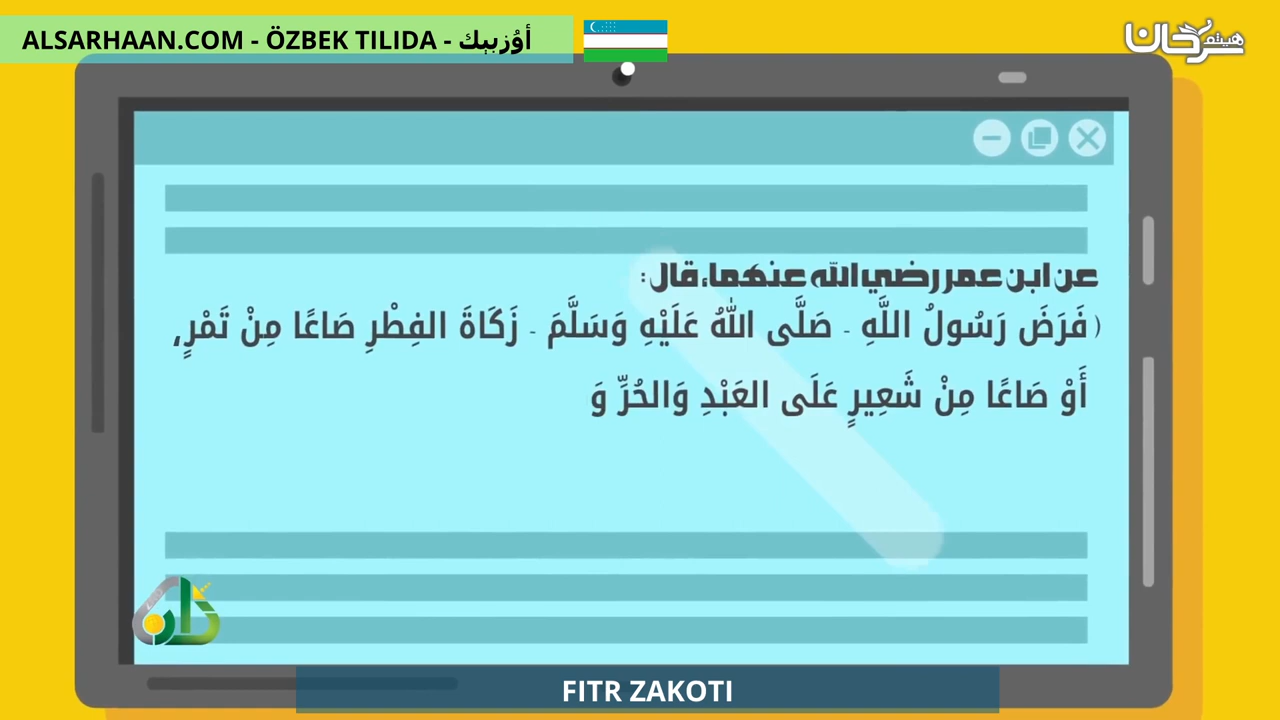 ALSARHAAN.COM - ÖZBEK TILIDA - أوُزبېك
هيثم سرحان
عن ابن عمر رضي الله عنهما، قال :
( فَرَضَ رَسُولُ اللَّهِ - صَلَّى اللهُ عَلَيْهِ وَسَلَّمَ - زَكَاةَ الفِطْرِ صَاعًا مِنْ تَمْرٍ،
أَوْ صَاعًا مِنْ شَعِيرٍ عَلَى العَبْدِ وَالحُرِّ وَ
FITR ZAKOTI